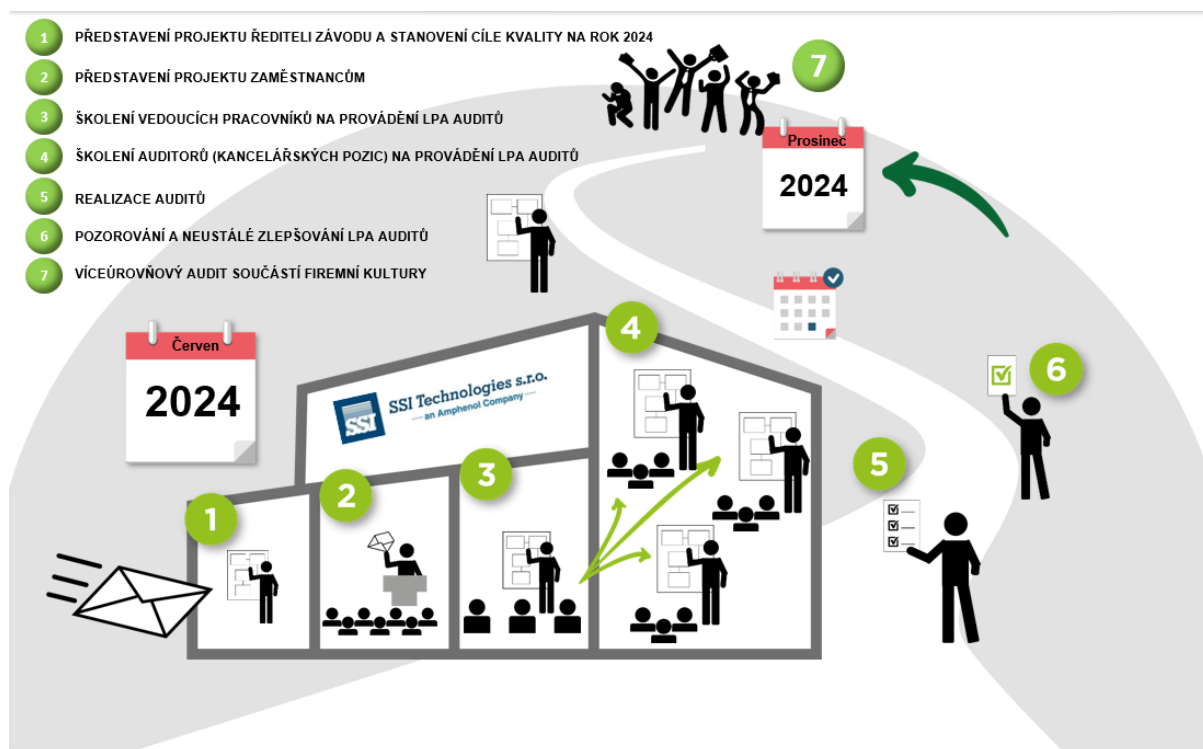 1 PŘEDSTAVENÍ PROJEKTU ŘEDITELI ZÁVODU A STANOVENÍ CÍLE KVALITY NA ROK 2024
2 PŘEDSTAVENÍ PROJEKTU ZAMĚSTNANCŮM
3 ŠKOLENÍ VEDOUCÍCH PRACOVNÍKŮ NA PROVÁDĚNÍ LPA AUDITŮ
4 ŠKOLENÍ AUDITORŮ (KANCELÁŘSKÝCH POZIC) NA PROVÁDĚNÍ LPA AUDITŮ
5 REALIZACE AUDITŮ
6 POZOROVÁNÍ A NEUSTÁLÉ ZLEPŠOVÁNÍ LPA AUDITŮ
7 VÍCEÚROVŇOVÝ AUDIT SOUČÁSTÍ FIREMNÍ KULTURY
7
Prosinec
2024
Červen
2024
SSI
SSI Technologies s.r.o.
an Amphenol Company
1
2
3
4
5
6